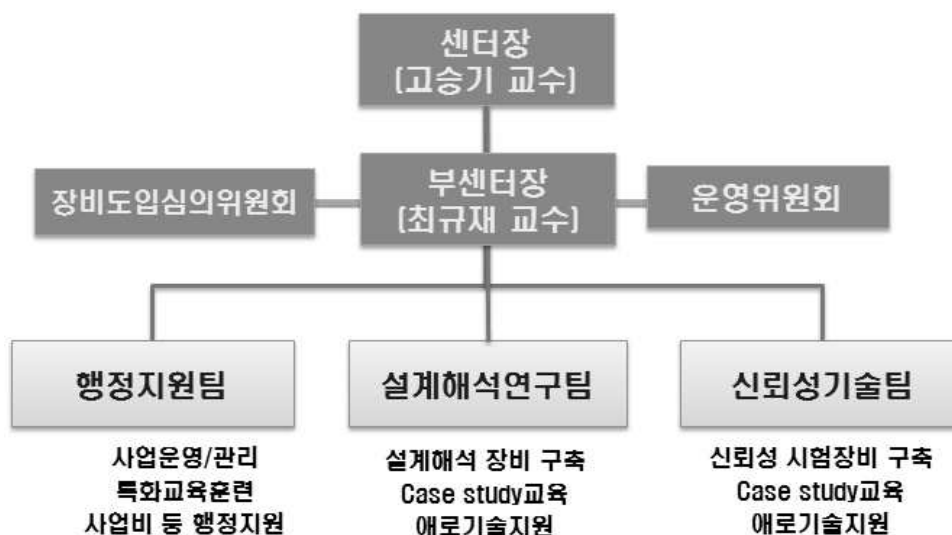 센터장
(고승기 교수)
장비도입심의위원회
부센터장
(최규재 교수)
운영위원회
행정지원팀
설계해석연구팀
신뢰성기술팀
사업운영/관리
특화교육훈련
사업비 등 행정지원
설계해석 장비 구축
Case study교육
애로기술지원
신뢰성 시험장비 구축
Case study교육
애로기술지원